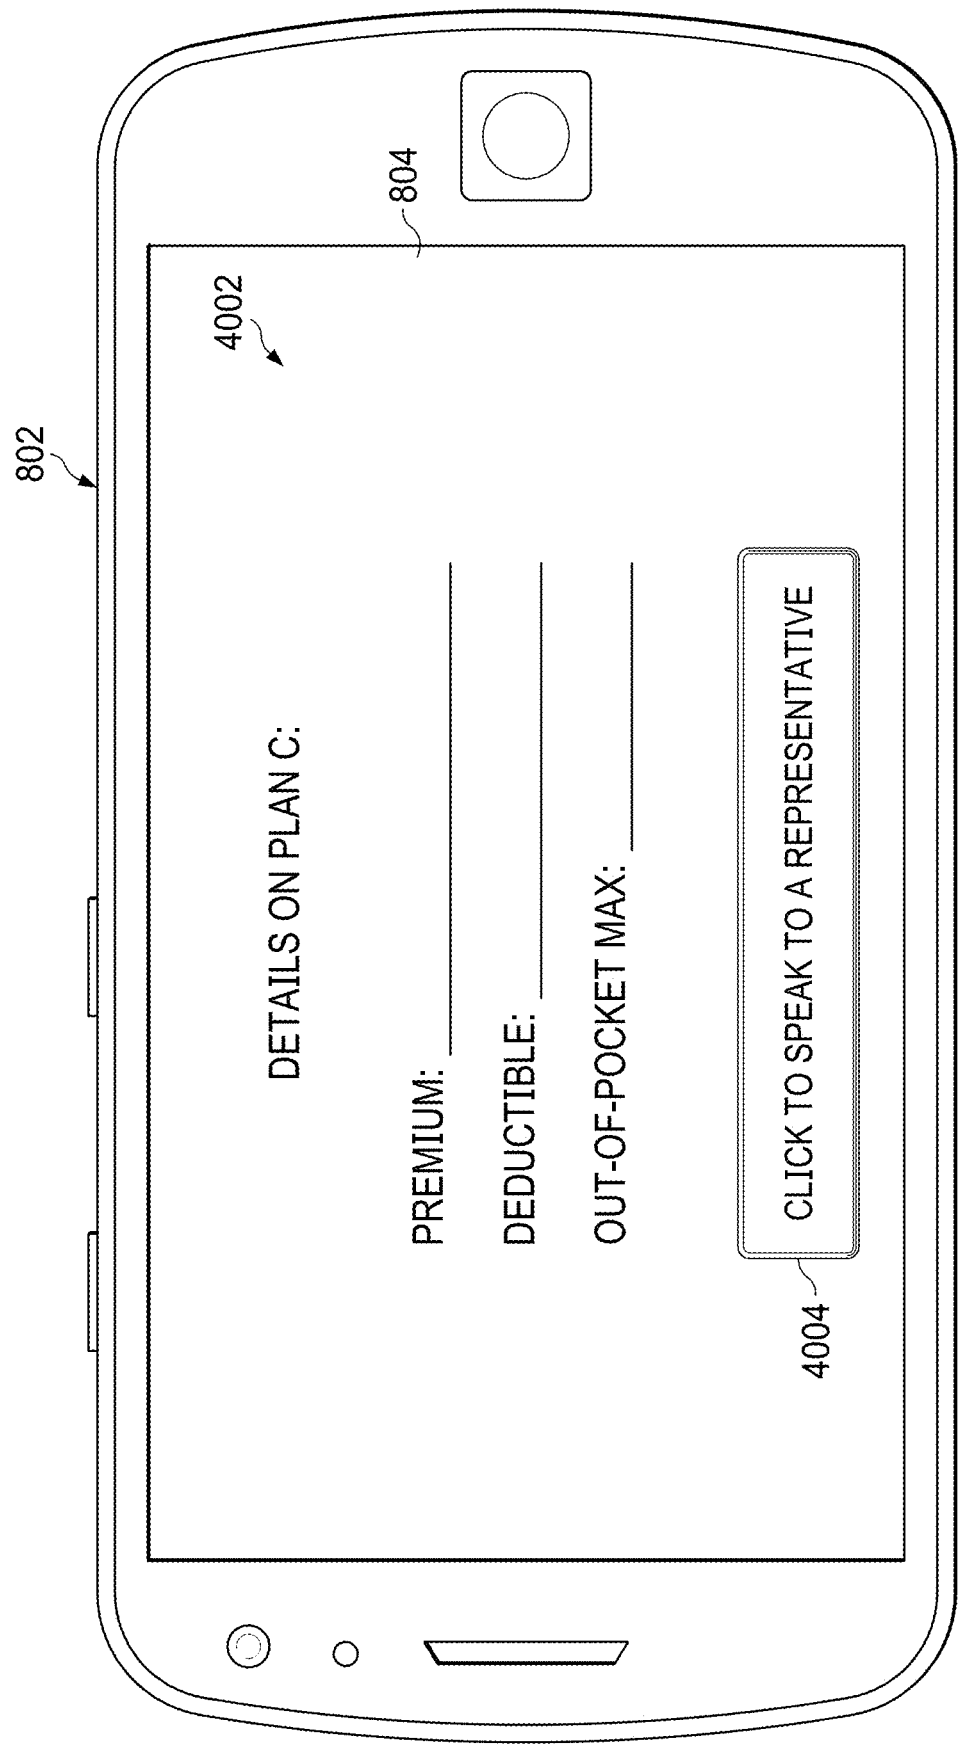 802
804
4002
DETAILS ON PLAN C:
PREMIUM:
DEDUCTIBLE:
OUT-OF-POCKET MAX:
CLICK TO SPEAK TO A REPRESENTATIVE
4004